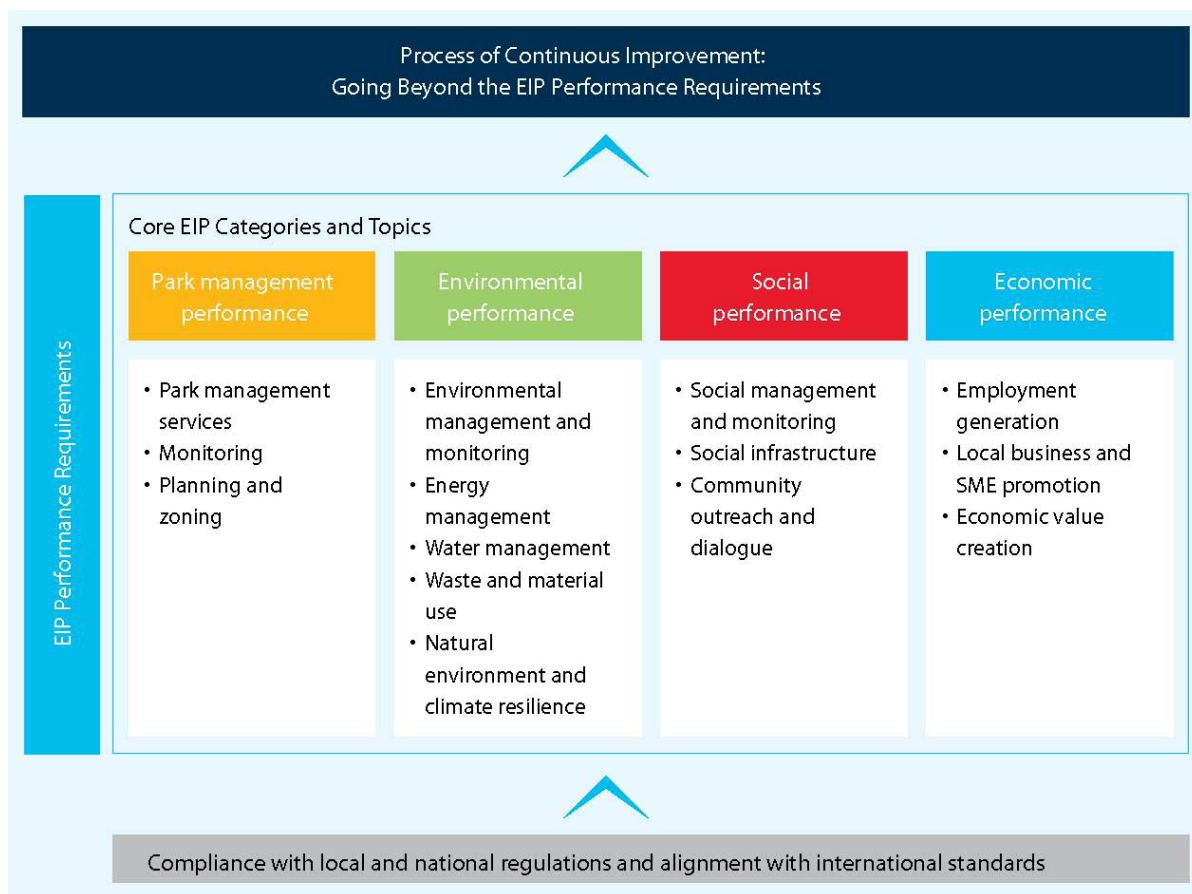 Process of Continuous Improvement:
Going Beyond the EIP Performance Requirements
EIP Performance Requirements
Core EIP Categories and Topics
Park management
performance
• Park management
services
• Monitoring
• Planning and
zoning
Environmental
performance
• Environmental
management and
monitoring
• Energy
management
• Water management
• Waste and material
use
• Natural
environment and
climate resilience
Social
performance
• Social management
and monitoring
• Social infrastructure
• Community
outreach and
dialogue
Economic
performance
• Employment
generation
• Local business and
SME promotion
• Economic value
creation
Compliance with local and national regulations and alignment with international standards